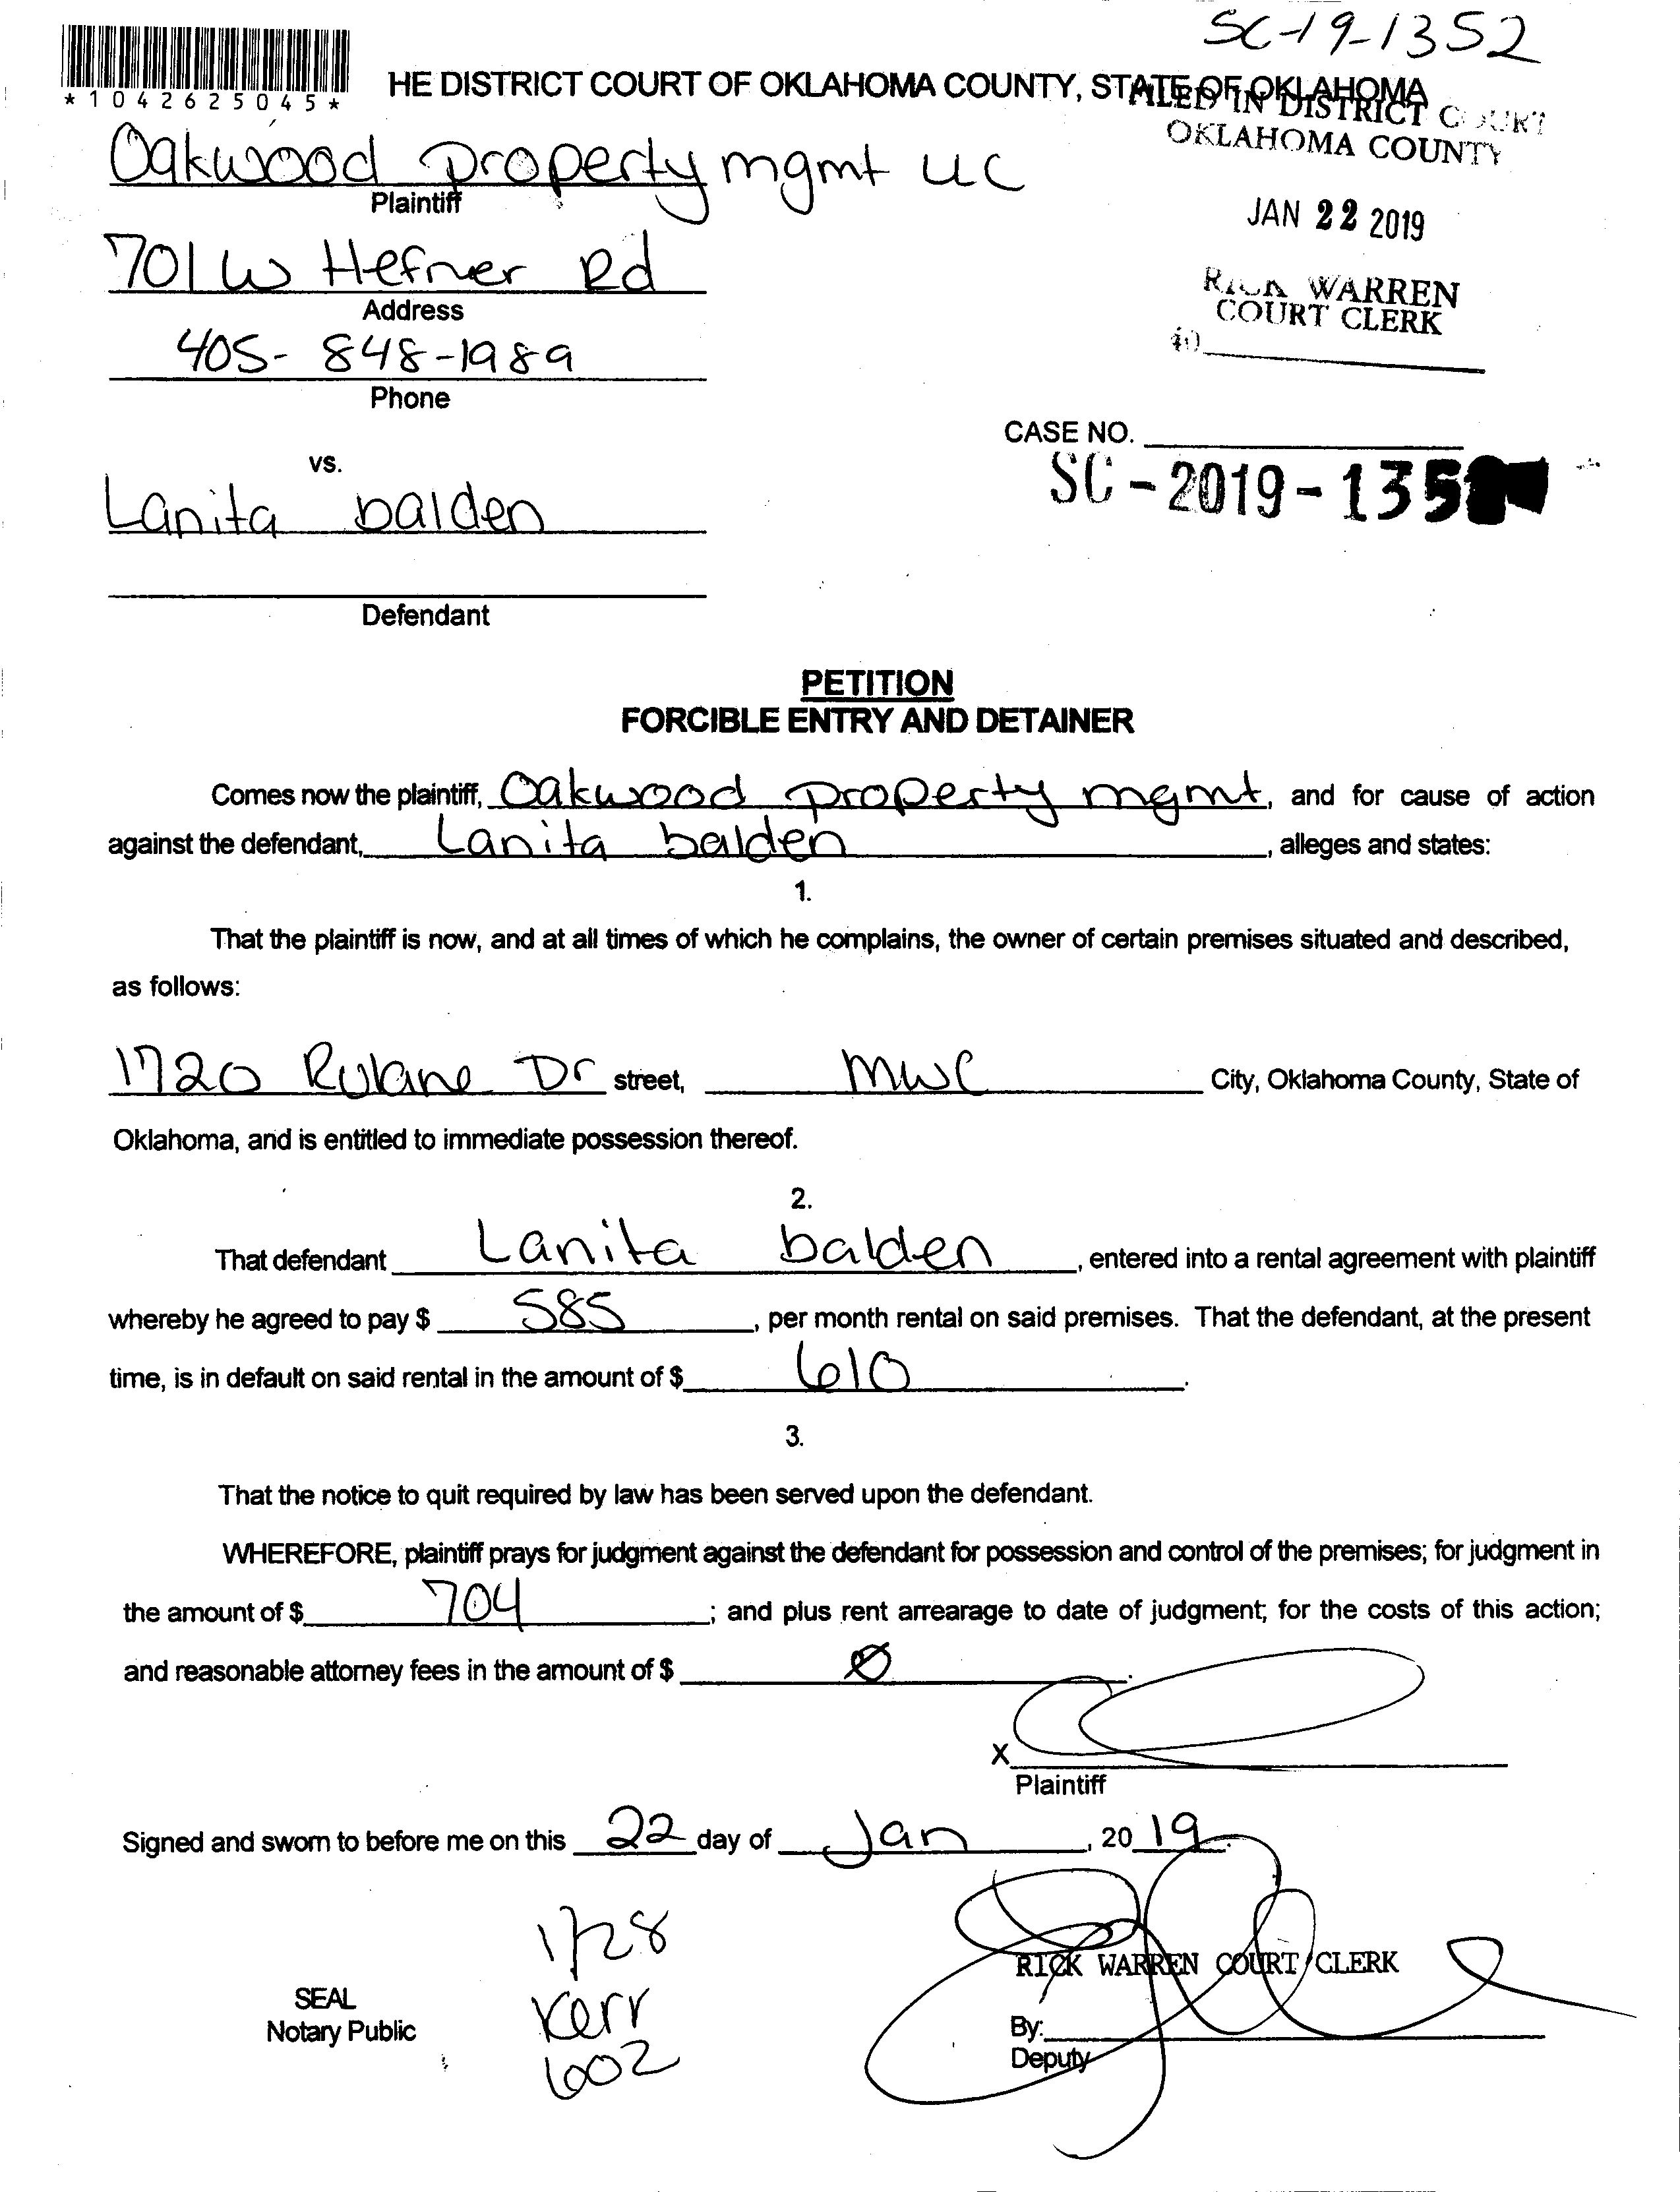 SC-19-1352
*1042625045*
HE DISTRICT COURT OF OKLAHOMA COUNTY, STATE OF OKLAHOMA
FILED IN DISTRICT COURT
OKLAHOMA COUNTY
Oakwood property mgmt LLC
Plaintiff
JAN 22 2019
701 W Hefner Rd
Address
RICK WARREN
COURT CLERK
405-848-1989
40
Phone
CASE NO.
vs.
SC-2019-135
Lanita balden
Defendant
PETITION
FORCIBLE ENTRY AND DETAINER
Comes now the plaintiff, Oakwood property mgmt, and for cause of action
against the defendant, Lanita balden, alleges and states:
1.
That the plaintiff is now, and at all times of which he complains, the owner of certain premises situated and described,
as follows:
1720 Rulane Dr street, MWC City, Oklahoma County, State of
Oklahoma, and is entitled to immediate possession thereof.
2.
That defendant Lanita balden, entered into a rental agreement with plaintiff
whereby he agreed to pay $ 585, per month rental on said premises. That the defendant, at the present
time, is in default on said rental in the amount of $ 610.
3.
That the notice to quit required by law has been served upon the defendant.
WHEREFORE, plaintiff prays for judgment against the defendant for possession and control of the premises; for judgment in
the amount of $ 704; and plus rent arrearage to date of judgment; for the costs of this action;
and reasonable attorney fees in the amount of $ Ø.
X
Plaintiff
Signed and sworn to before me on this 22 day of Jan, 2019.
1/28
RICK WARREN COURT CLERK
SEAL
Kerr
Notary Public
By:
602
Deputy